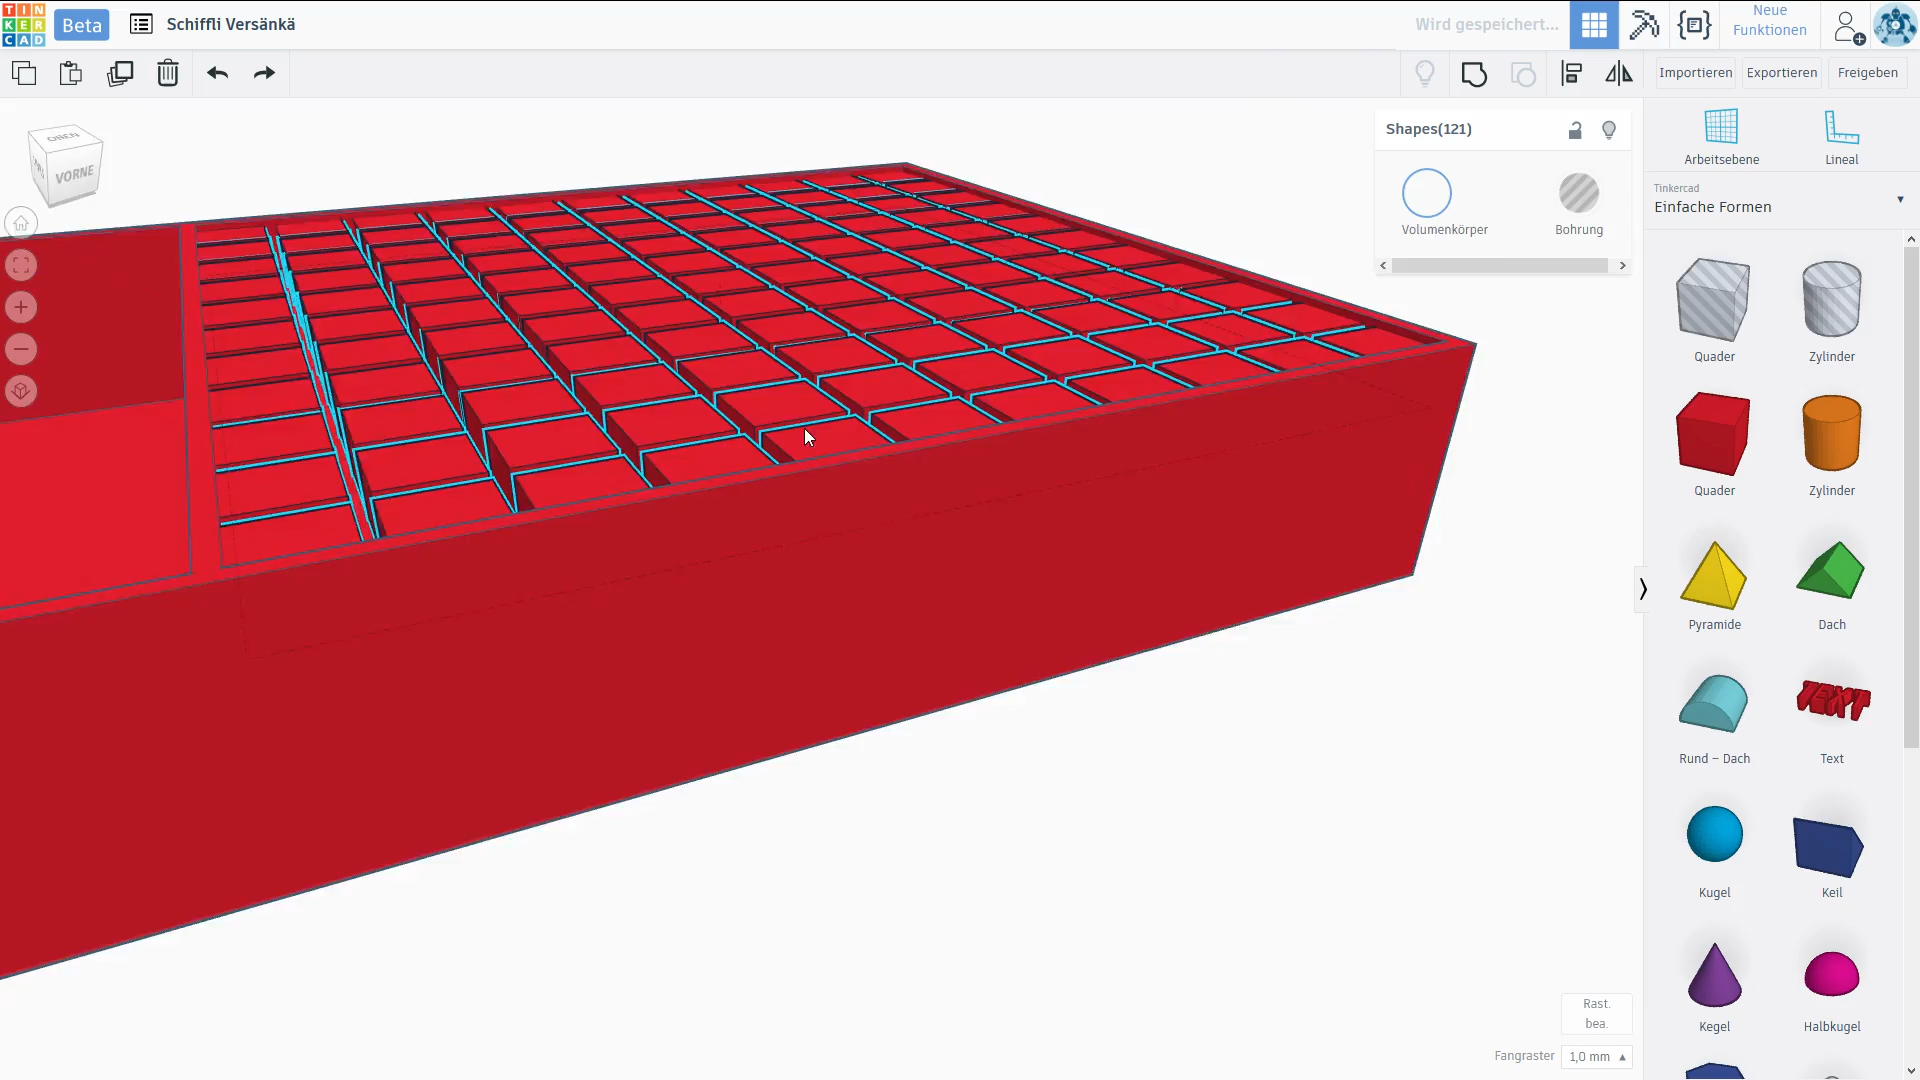 TIN
KER
CAD
Beta
Schiffli Versänkä
Wird gespeichert...
Neue
Funktionen
Importieren
Exportieren
Freigeben
OBEN
VORNE
Shapes(121)
Volumenkörper
Bohrung
Arbeitsebene
Lineal
Tinkercad
Einfache Formen
Quader
Zylinder
Quader
Zylinder
Pyramide
Dach
Rund – Dach
TEXT
Text
Kugel
Keil
Kegel
Halbkugel
Rast.
bea.
Fangraster
1,0 mm